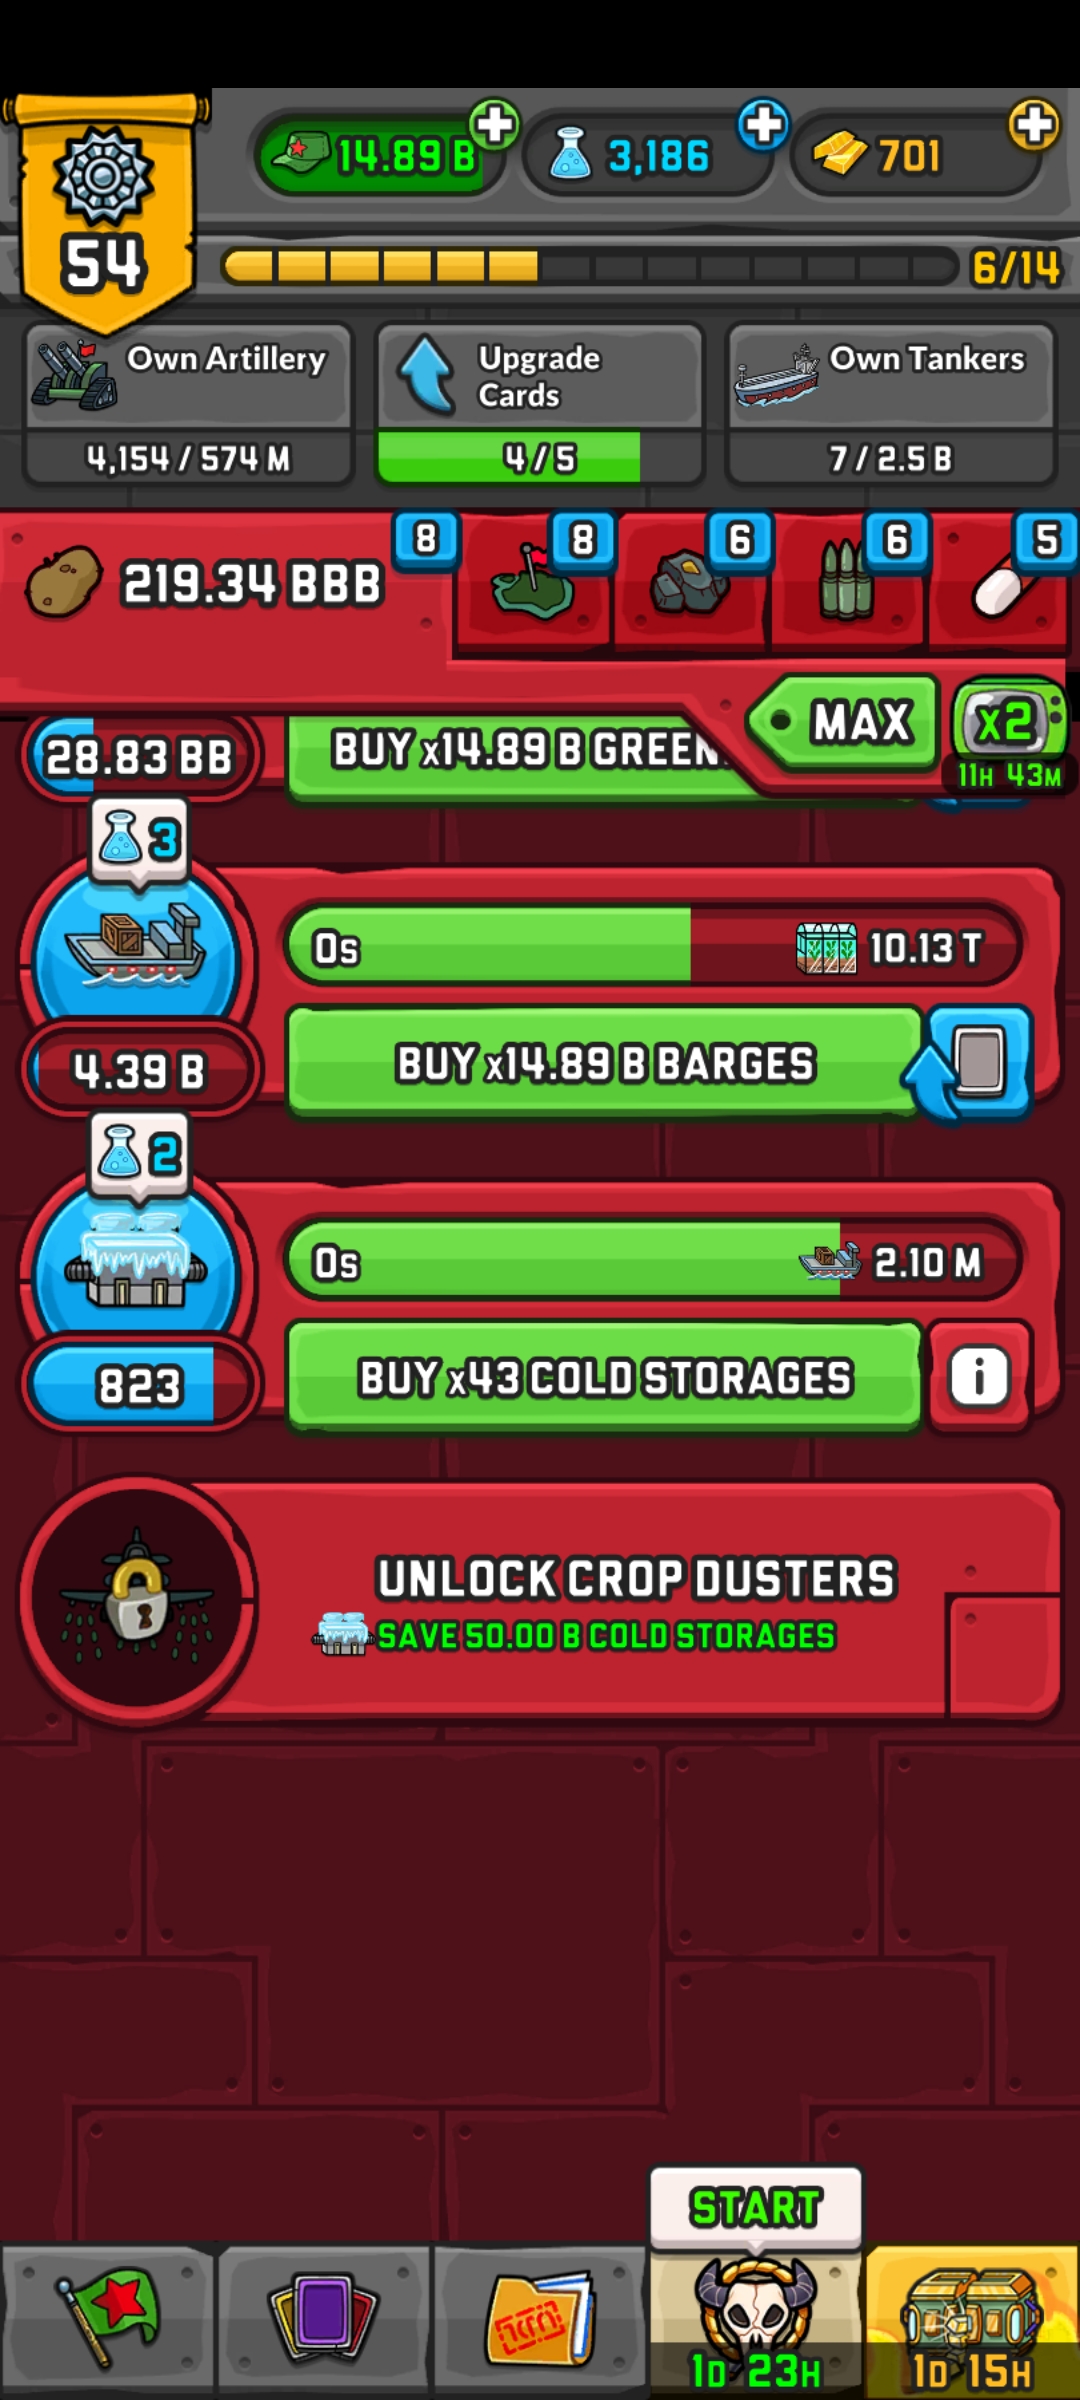 14.89 B
3,186
701
54
6/14
Own Artillery
4,154 / 574 M
Upgrade
Cards
4 / 5
Own Tankers
7 / 2.5 B
219.34 BBB
8
8
6
6
5
MAX
x2
11H 43M
28.83 BB
BUY x14.89 B GREEN
3
0s
10.13 T
4.39 B
BUY x14.89 B BARGES
2
0s
2.10 M
823
BUY x43 COLD STORAGES
i
UNLOCK CROP DUSTERS
SAVE 50.00 B COLD STORAGES
START
1D 23H
1D 15H